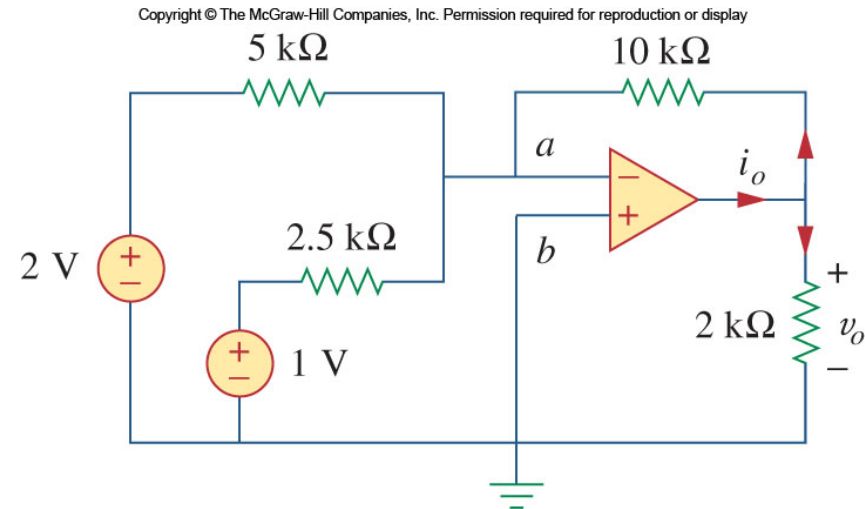 Copyright © The McGraw-Hill Companies, Inc. Permission required for reproduction or display
5 kΩ
10 kΩ
a
i_o
+
−
2.5 kΩ
b
2 V
+
−
+
2 kΩ
v_o
−
+
−
1 V